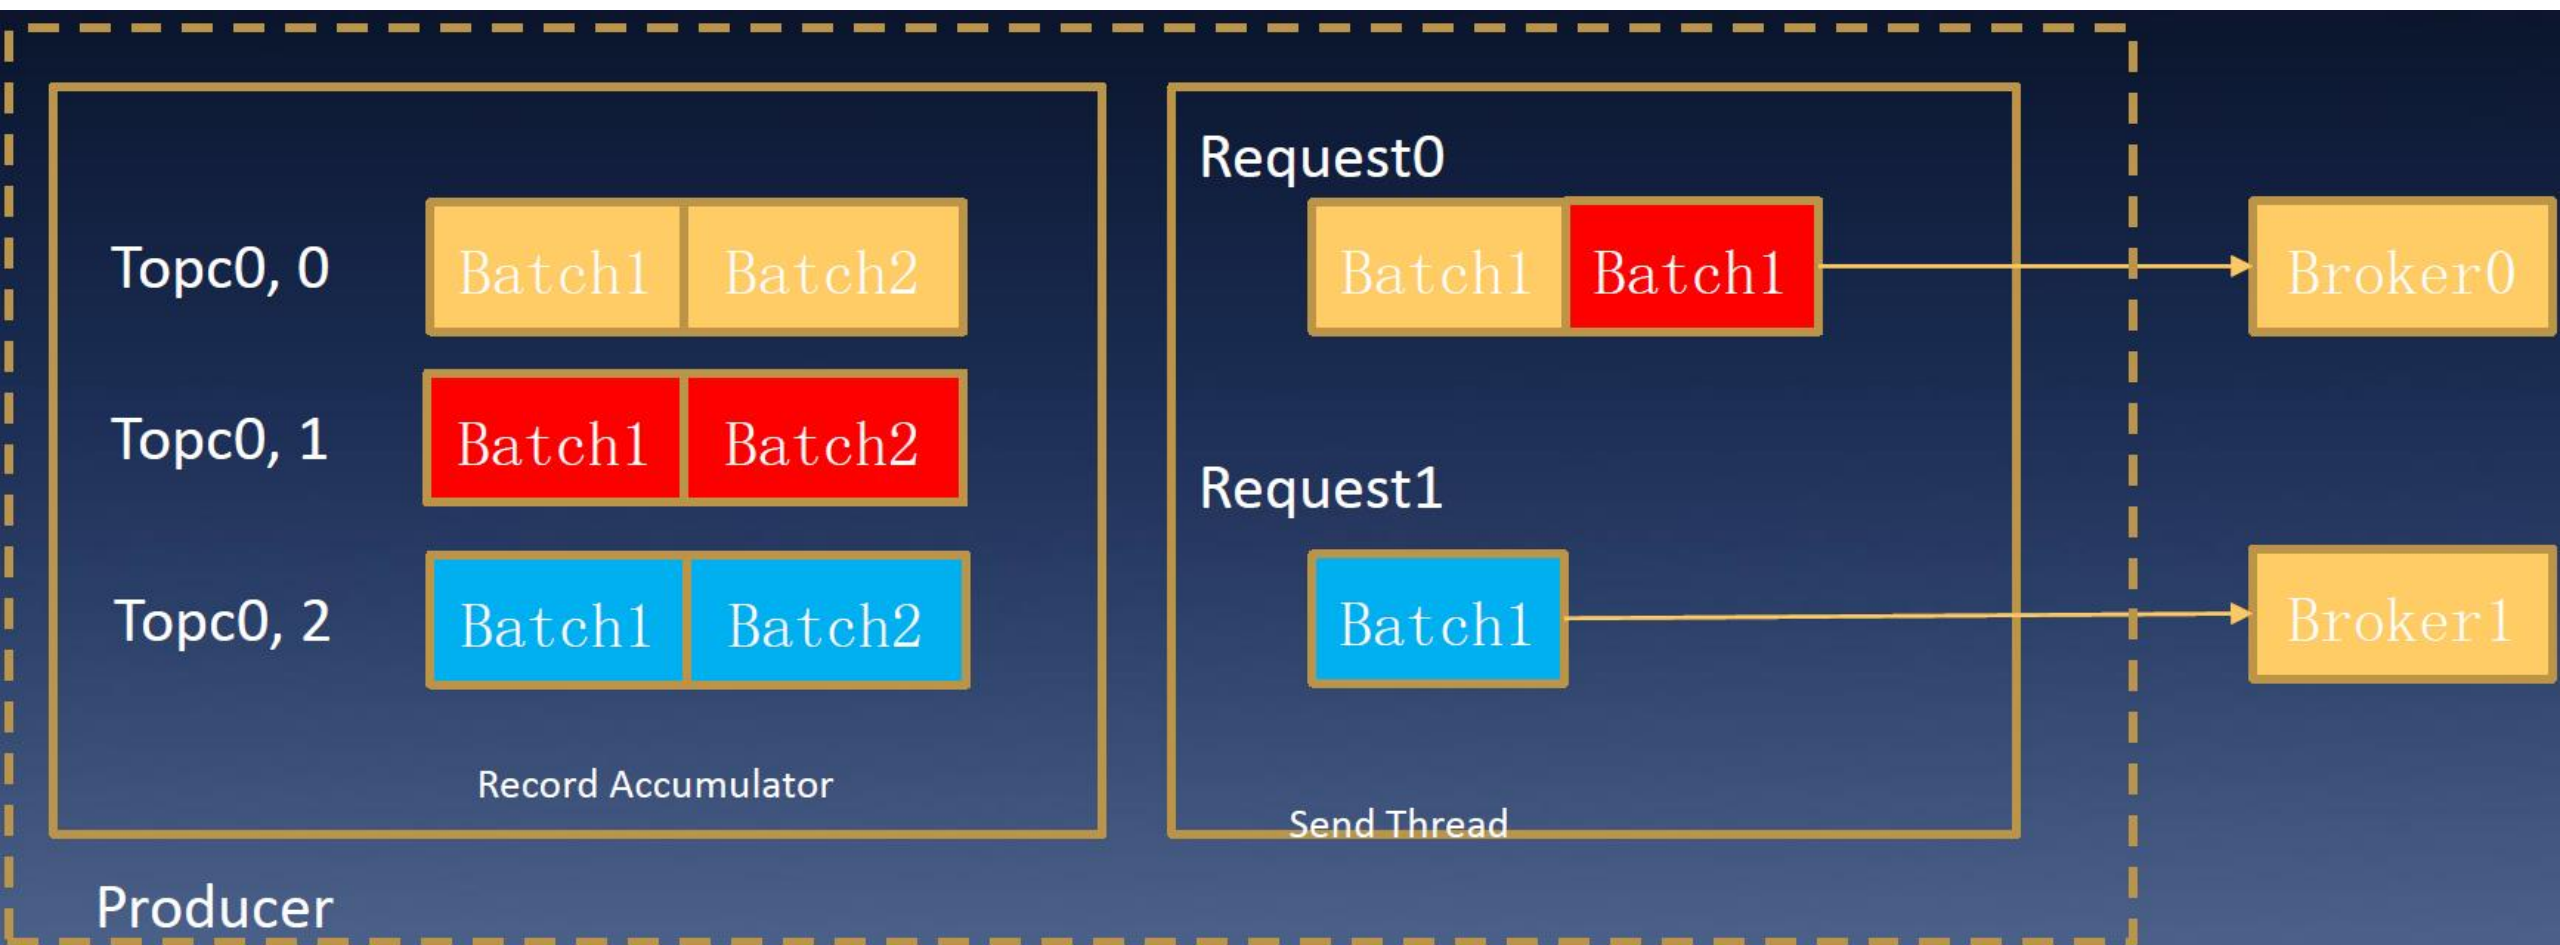 Topc0, 0
Batch1
Batch2
Topc0, 1
Batch1
Batch2
Topc0, 2
Batch1
Batch2
Record Accumulator
Request0
Batch1
Batch1
Request1
Batch1
Send Thread
Broker0
Broker1
Producer